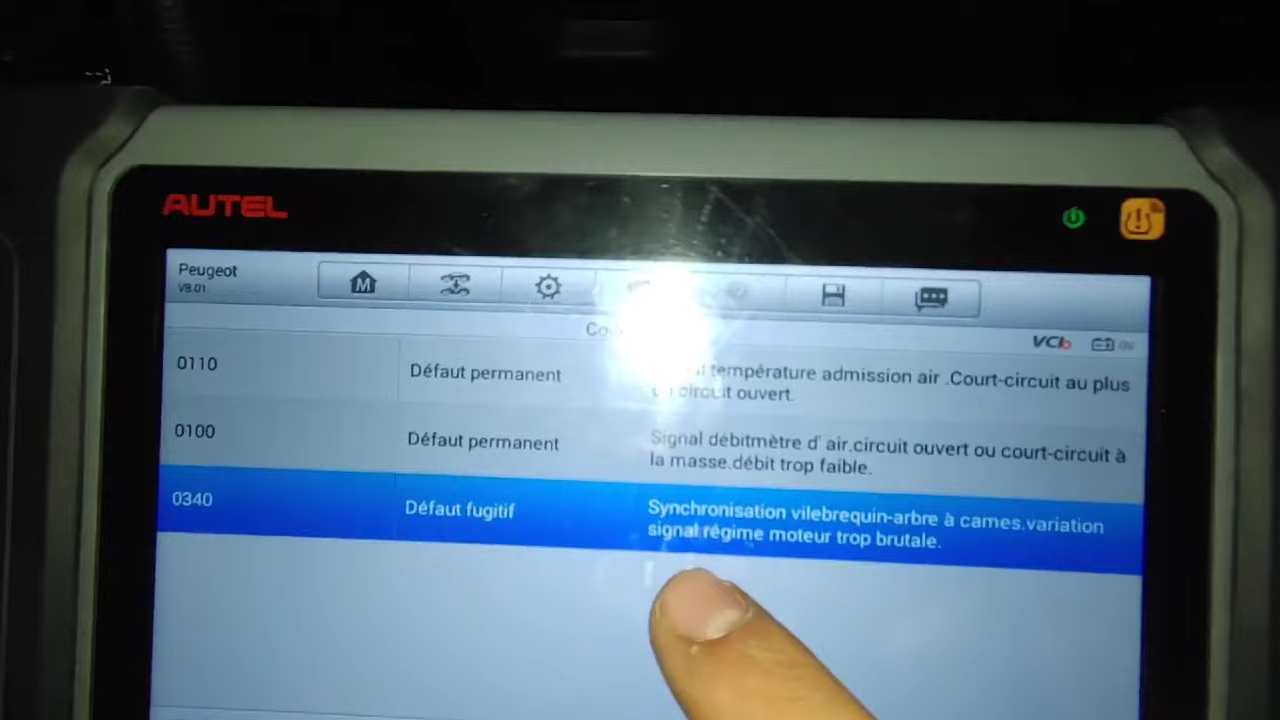 AUTEL
Peugeot
V8.01
M
VCI
0V
0110
Défaut permanent
température admission air .Court-circuit au plus
circuit ouvert.
0100
Défaut permanent
Signal débitmètre d' air.circuit ouvert ou court-circuit à
la masse.débit trop faible.
0340
Défaut fugitif
Synchronisation vilebrequin-arbre à cames.variation
signal régime moteur trop brutale.